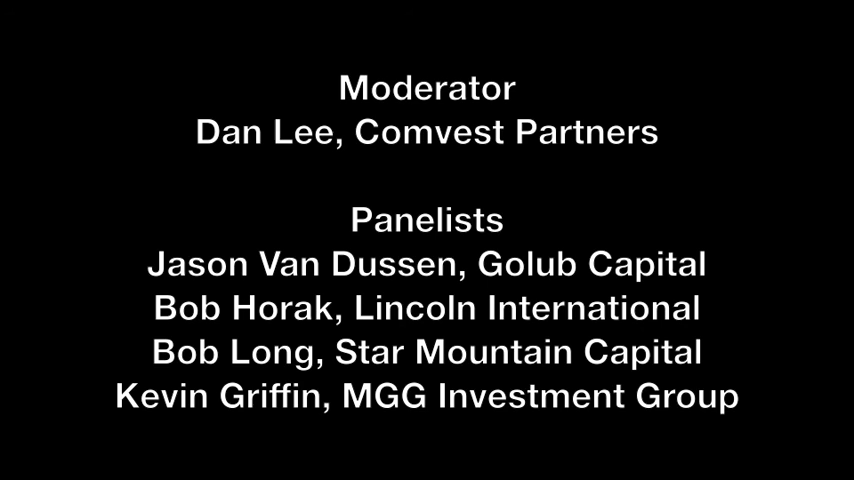 Moderator
Dan Lee, Comvest Partners
Panelists
Jason Van Dussen, Golub Capital
Bob Horak, Lincoln International
Bob Long, Star Mountain Capital
Kevin Griffin, MGG Investment Group